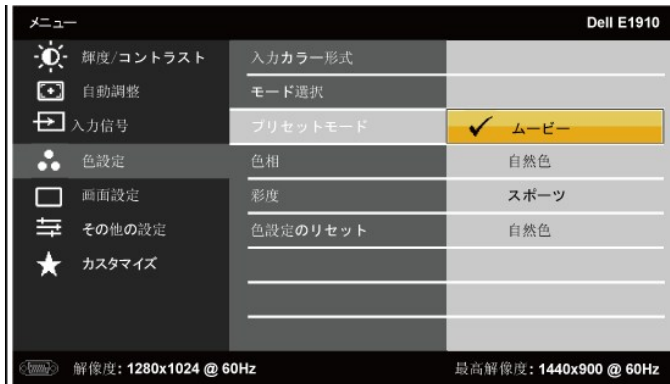 メニュー
Dell E1910
輝度/コントラスト
自動調整
入力信号
色設定
画面設定
その他の設定
カスタマイズ
入力カラー形式
モード選択
プリセットモード
色相
彩度
色設定のリセット
ムービー
自然色
スポーツ
自然色
解像度: 1280x1024 @ 60Hz
最高解像度: 1440x900 @ 60Hz